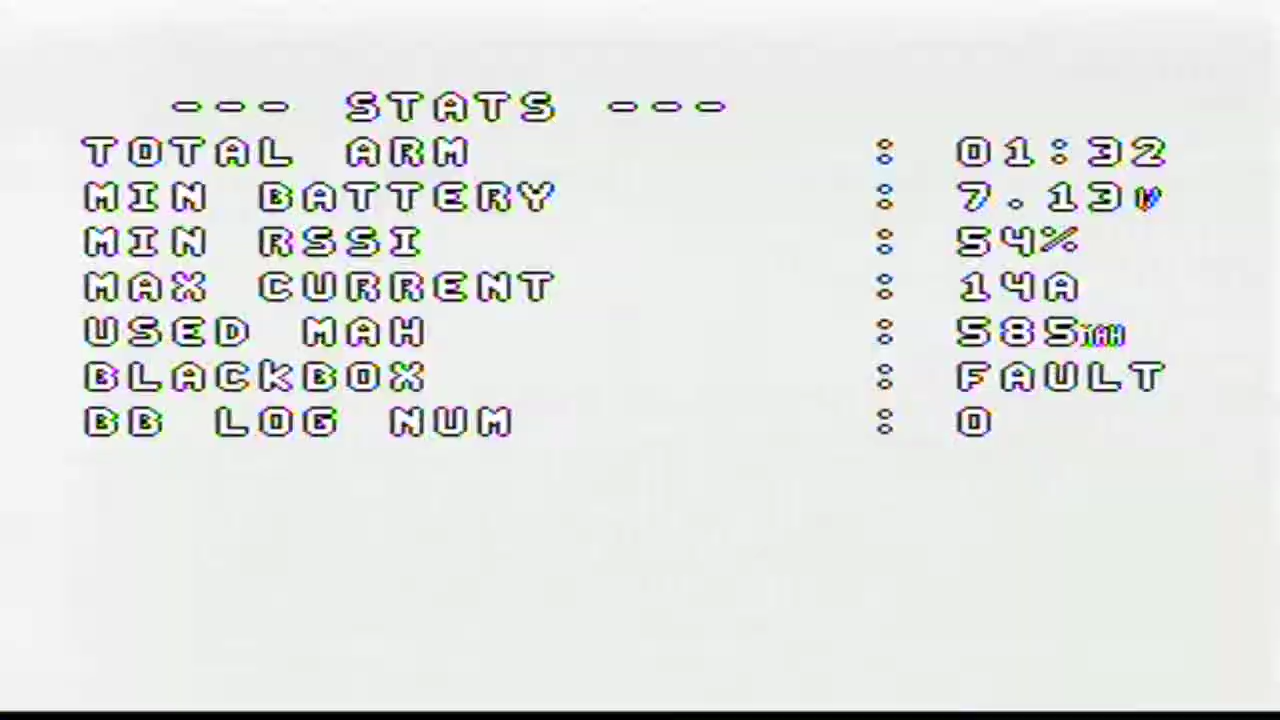 --- STATS ---
TOTAL ARM : 01:32
MIN BATTERY : 7.13V
MIN RSSI : 54%
MAX CURRENT : 14A
USED MAH : 585MAH
BLACKBOX : FAULT
BB LOG NUM : 0